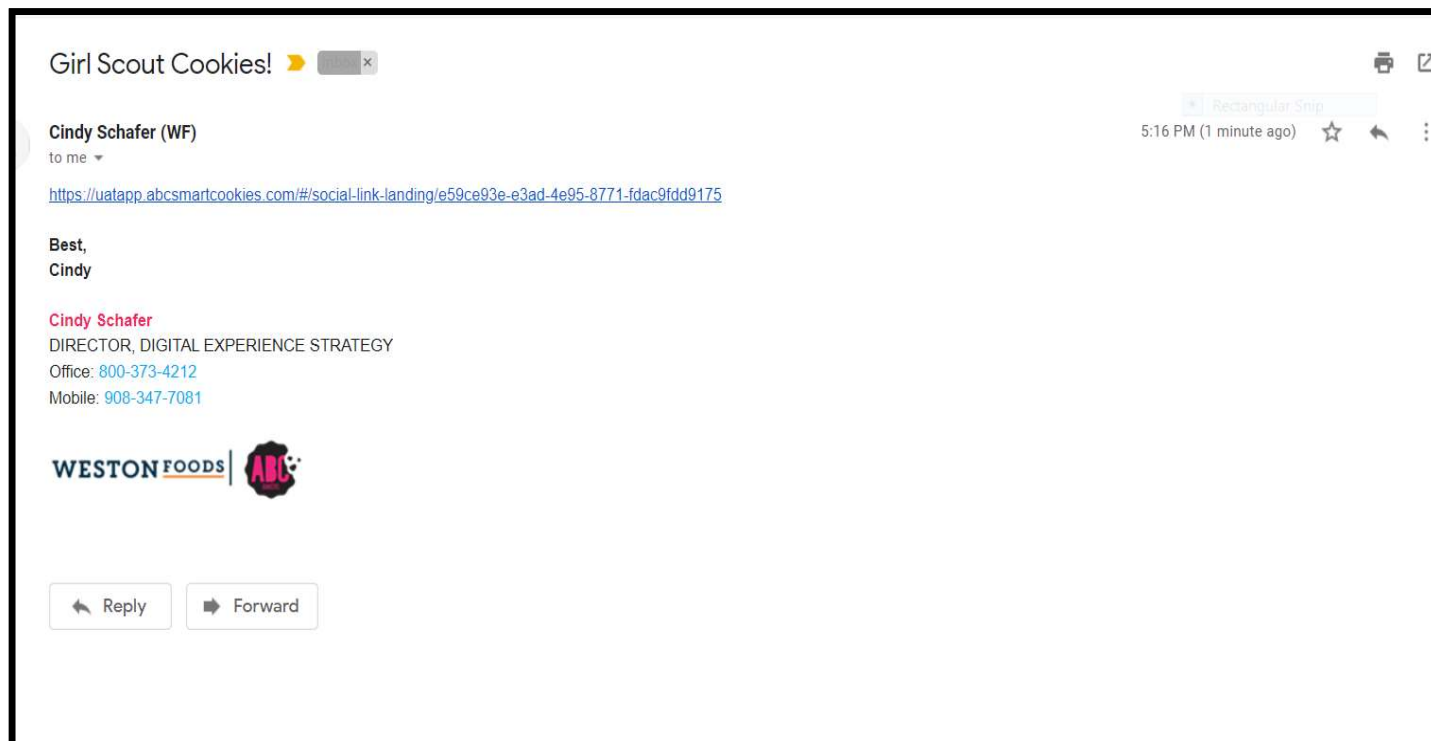 Girl Scout Cookies!
Inbox ×
Rectangular Snip
Cindy Schafer (WF)
5:16 PM (1 minute ago)
to me
https://uatapp.abcsmartcookies.com/#/social-link-landing/e59ce93e-e3ad-4e95-8771-fdac9fdd9175
Best,
Cindy
Cindy Schafer
DIRECTOR, DIGITAL EXPERIENCE STRATEGY
Office: 800-373-4212
Mobile: 908-347-7081
WESTON FOODS ABC
Reply
Forward